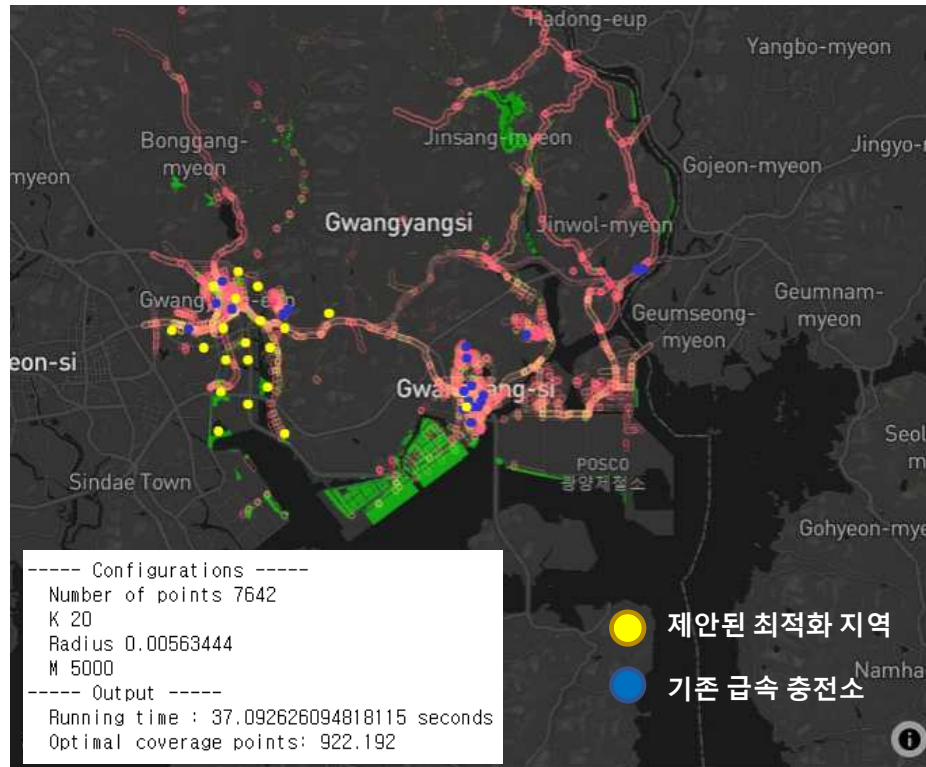 Hadong-eup
Yangbo-myeon
Bonggang-
myeon
Jinsang-myeon
Jingyo-
myeon
Gojeon-myeon
Gwangyangsi
Jinwol-myeon
Geumnam-
myeon
Geumseong-
myeon
eon-si
POSCO
광양제철소
Seol
m
Sindae Town
Gohyeon-mye
----- Configurations -----
Number of points 7642
K 20
Radius 0.00563444
M 5000
----- Output -----
Running time : 37.092626094818115 seconds
Optimal coverage points: 922.192
제안된 최적화 지역
기존 급속 충전소
Namha